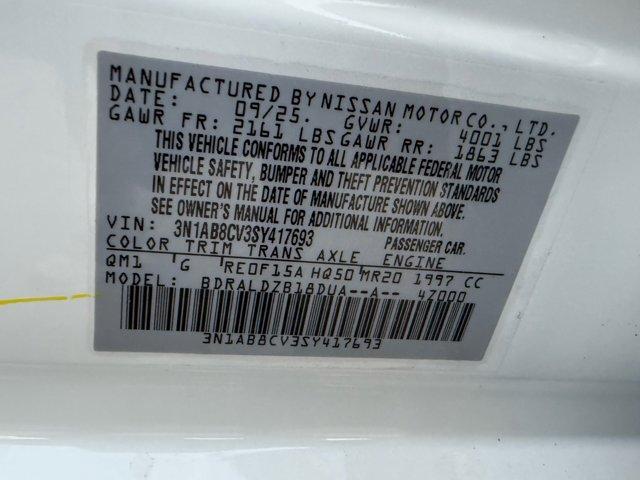 MANUFACTURED BY NISSAN MOTOR CO., LTD.
DATE: 09/25. GVWR: 4001 LBS
GAWR FR: 2161 LBS GAWR RR: 1863 LBS
THIS VEHICLE CONFORMS TO ALL APPLICABLE FEDERAL MOTOR
VEHICLE SAFETY, BUMPER AND THEFT PREVENTION STANDARDS
IN EFFECT ON THE DATE OF MANUFACTURE SHOWN ABOVE.
SEE OWNER'S MANUAL FOR ADDITIONAL INFORMATION.
VIN: 3N1AB8CV3SY417693 PASSENGER CAR.
COLOR TRIM TRANS AXLE ENGINE
QM1 G RE0F15A HQ50 MR20 1997 CC
MODEL: BDRALDZB18DUA--A-- 4Z000
3N1AB8CV3SY417693